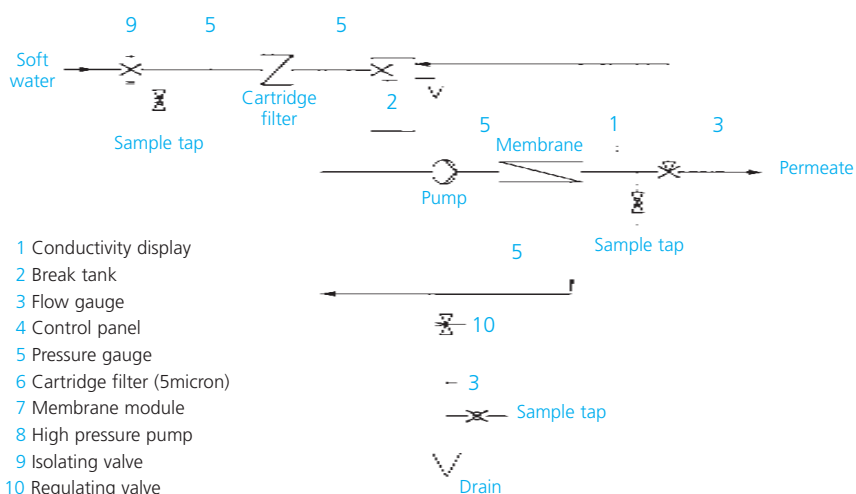 9 5 5
Soft
water
Cartridge
filter
2
Sample tap
5 1 3
Membrane
Permeate
Pump
Sample tap
5
1 Conductivity display
2 Break tank
3 Flow gauge
4 Control panel
5 Pressure gauge
6 Cartridge filter (5micron)
7 Membrane module
8 High pressure pump
9 Isolating valve
10 Regulating valve
10
3
Sample tap
Drain